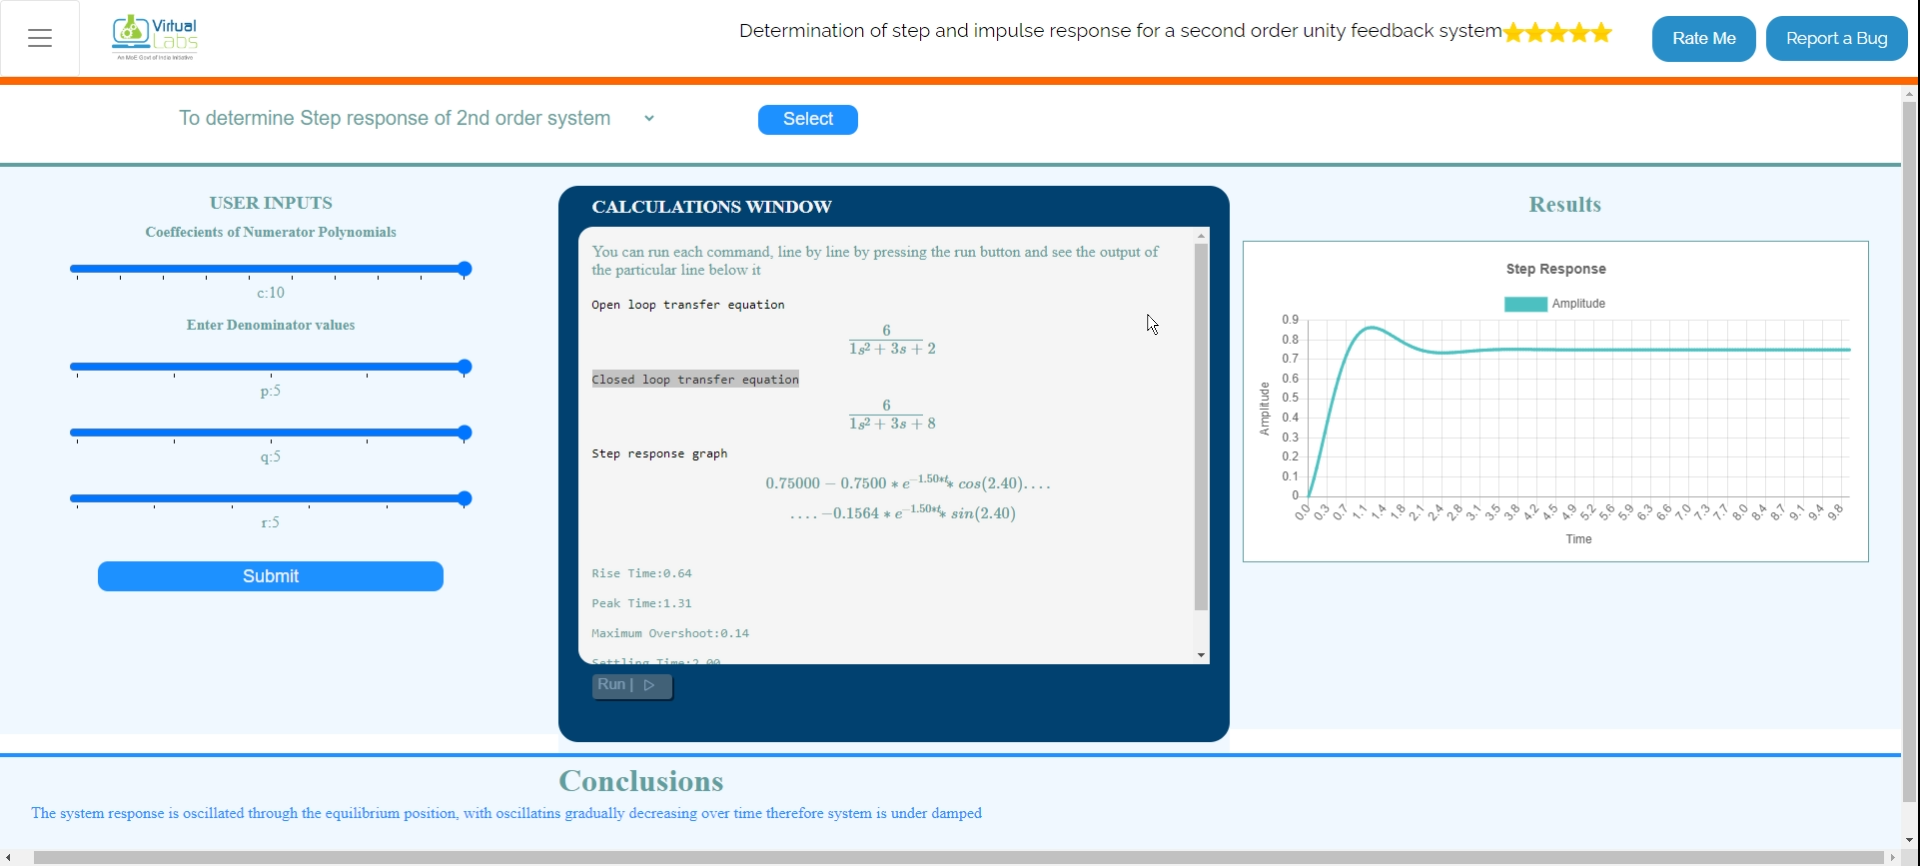 Virtual
Labs
An MoE Govt of India Initiative
Determination of step and impulse response for a second order unity feedback system
Rate Me
Report a Bug
To determine Step response of 2nd order system
Select
USER INPUTS
Coeffecients of Numerator Polynomials
c:10
Enter Denominator values
p:5
q:5
r:5
Submit
CALCULATIONS WINDOW
You can run each command, line by line by pressing the run button and see the output of
the particular line below it
Open loop transfer equation
6
1s² + 3s + 2
Closed loop transfer equation
6
1s² + 3s + 8
Step response graph
0.75000 − 0.7500 * e^−1.50*t * cos(2.40)....
.... −0.1564 * e^−1.50*t * sin(2.40)
Rise Time:0.64
Peak Time:1.31
Maximum Overshoot:0.14
Settling Time:2.00
Run |
Results
Step Response
Amplitude
0.9
0.8
0.7
0.6
0.5
0.4
0.3
0.2
0.1
0
Amplitude
0.0 0.3 0.7 1.1 1.4 1.8 2.1 2.4 2.8 3.1 3.5 3.8 4.2 4.5 4.9 5.2 5.6 5.9 6.3 6.6 7.0 7.3 7.7 8.0 8.4 8.7 9.1 9.4 9.8
Time
Conclusions
The system response is oscillated through the equilibrium position, with oscillatins gradually decreasing over time therefore system is under damped